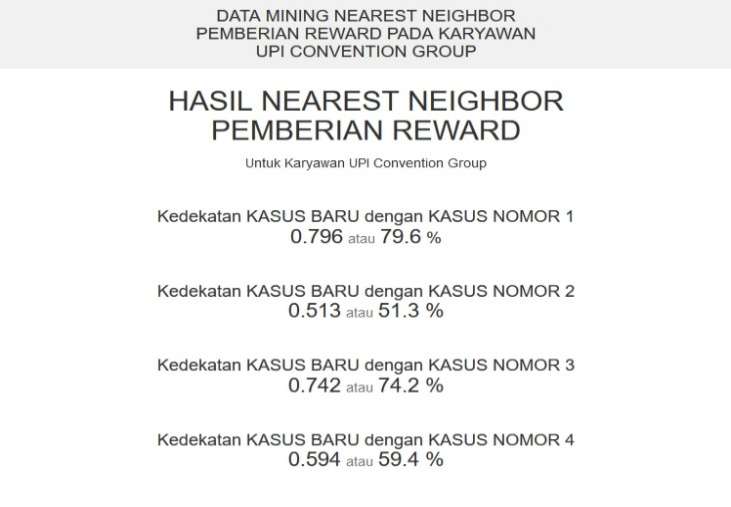 DATA MINING NEAREST NEIGHBOR
PEMBERIAN REWARD PADA KARYAWAN
UPI CONVENTION GROUP
HASIL NEAREST NEIGHBOR
PEMBERIAN REWARD
Untuk Karyawan UPI Convention Group
Kedekatan KASUS BARU dengan KASUS NOMOR 1
0.796 atau 79.6 %
Kedekatan KASUS BARU dengan KASUS NOMOR 2
0.513 atau 51.3 %
Kedekatan KASUS BARU dengan KASUS NOMOR 3
0.742 atau 74.2 %
Kedekatan KASUS BARU dengan KASUS NOMOR 4
0.594 atau 59.4 %